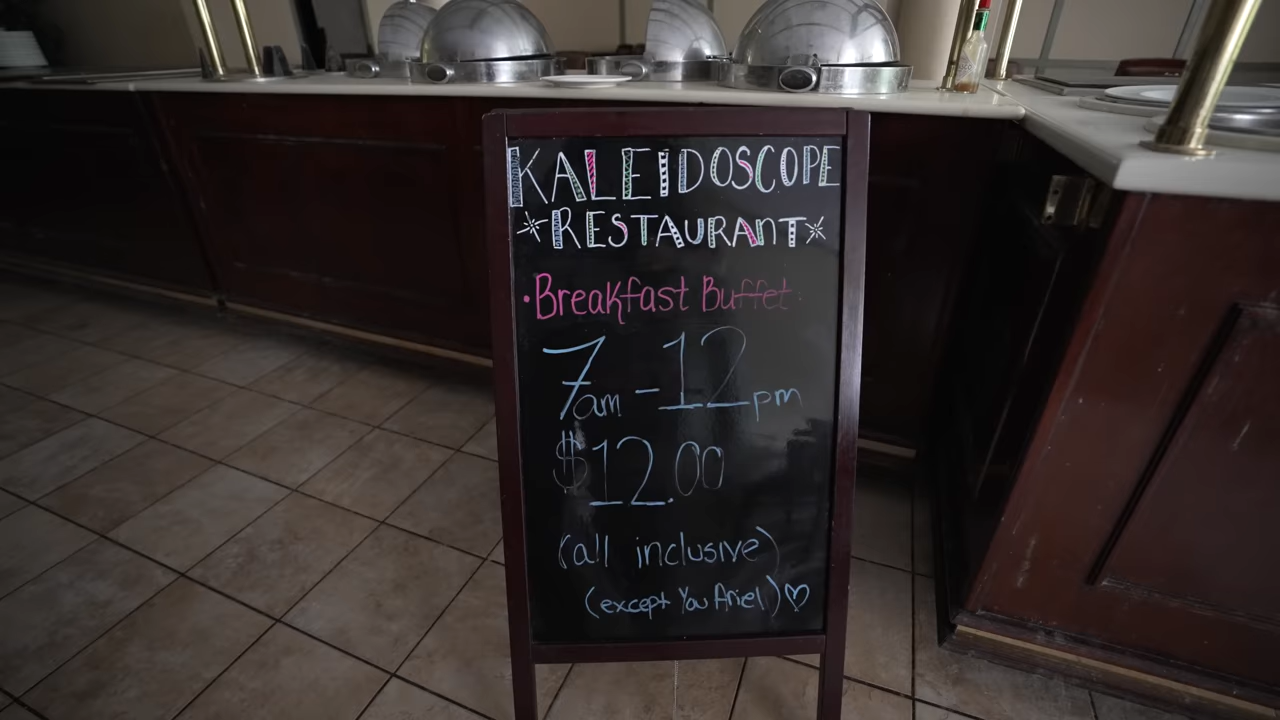 KALEIDOSCOPE
*RESTAURANT*
• Breakfast Buffet
7am - 12pm
$12.00
(all inclusive)
(except You Ariel) ♡